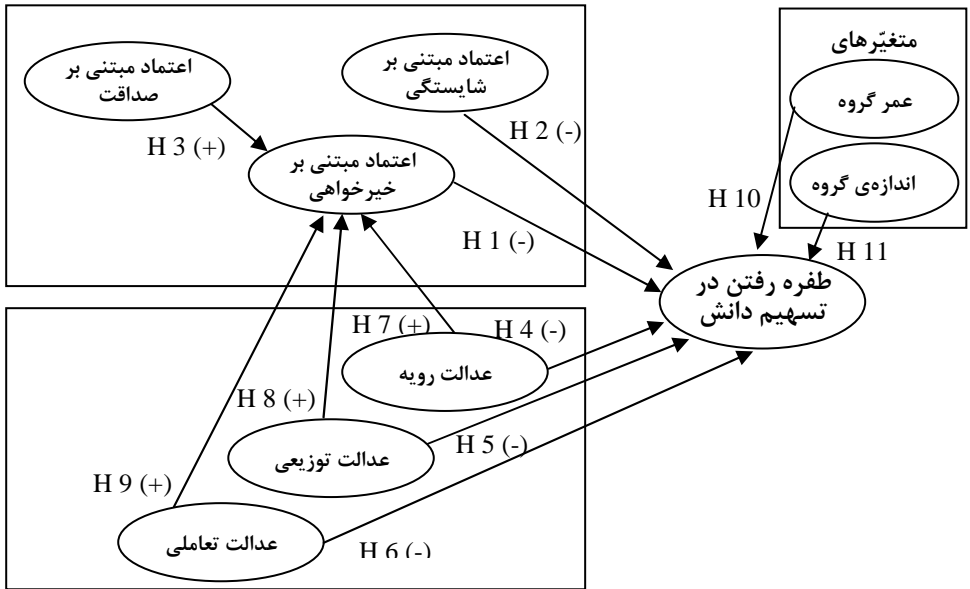 متغیّرهای
عمر گروه
اندازه‌ی گروه
اعتماد مبتنی بر
شایستگی
اعتماد مبتنی بر
صداقت
اعتماد مبتنی بر
خیرخواهی
H 3 (+)
H 2 (-)
H 1 (-)
H 10
H 11
طفره رفتن در
تسهیم دانش
H 7 (+)
H 4 (-)
عدالت رویه
H 8 (+)
عدالت توزیعی
H 5 (-)
H 9 (+)
عدالت تعاملی
H 6 (-)